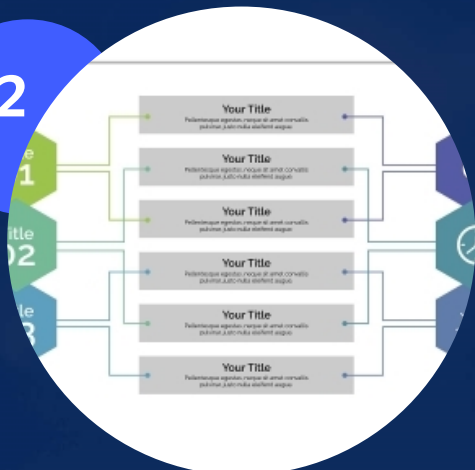 2
Your Title
Pellentesque egestas, neque sit amet convallis
pulvinar, justo nulla eleifend augue
Your Title
Pellentesque egestas, neque sit amet convallis
pulvinar, justo nulla eleifend augue
Your Title
Pellentesque egestas, neque sit amet convallis
pulvinar, justo nulla eleifend augue
Your Title
Pellentesque egestas, neque sit amet convallis
pulvinar, justo nulla eleifend augue
Your Title
Pellentesque egestas, neque sit amet convallis
pulvinar, justo nulla eleifend augue
Your Title
Pellentesque egestas, neque sit amet convallis
pulvinar, justo nulla eleifend augue
1
itle
02
3